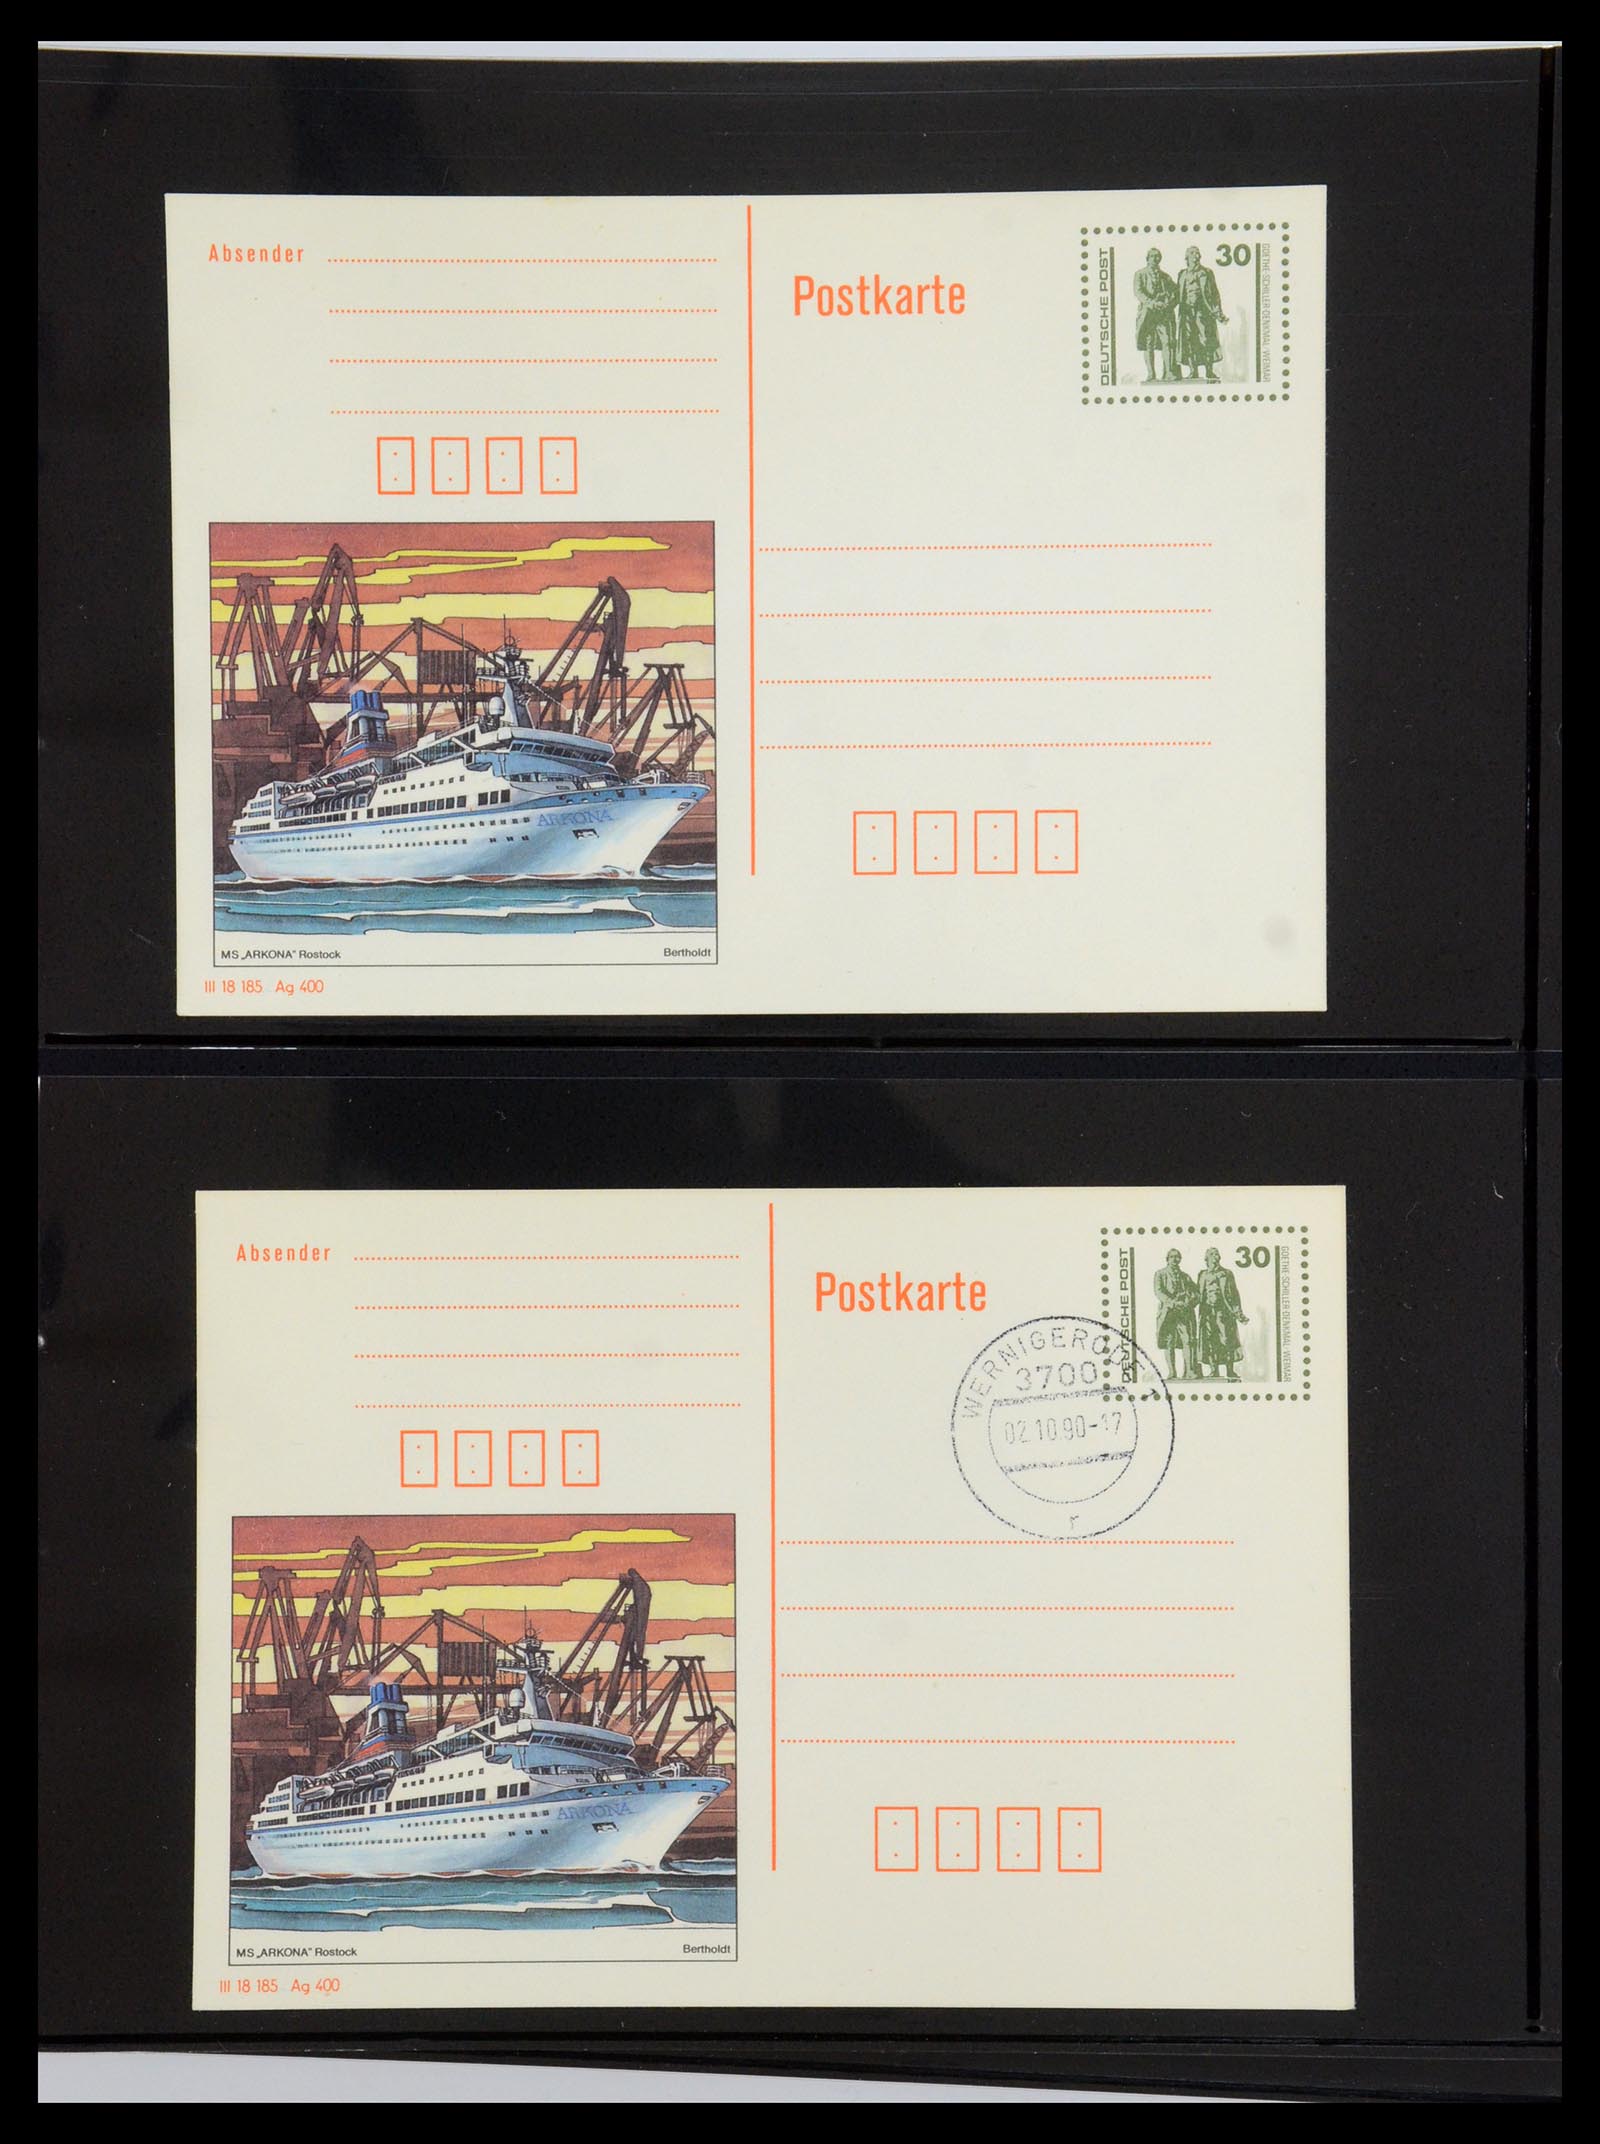 Absender
Postkarte
DEUTSCHE POST
30
GOETHE-SCHILLER-DENKMAL · WEIMAR
ARKONA
MS „ARKONA" Rostock
Bertholdt
III 18 185 Ag 400
Absender
Postkarte
DEUTSCHE POST
30
GOETHE-SCHILLER-DENKMAL · WEIMAR
WERNIGERODE 1
3700
02.10.90-17
r
ARKONA
MS „ARKONA" Rostock
Bertholdt
III 18 185 Ag 400